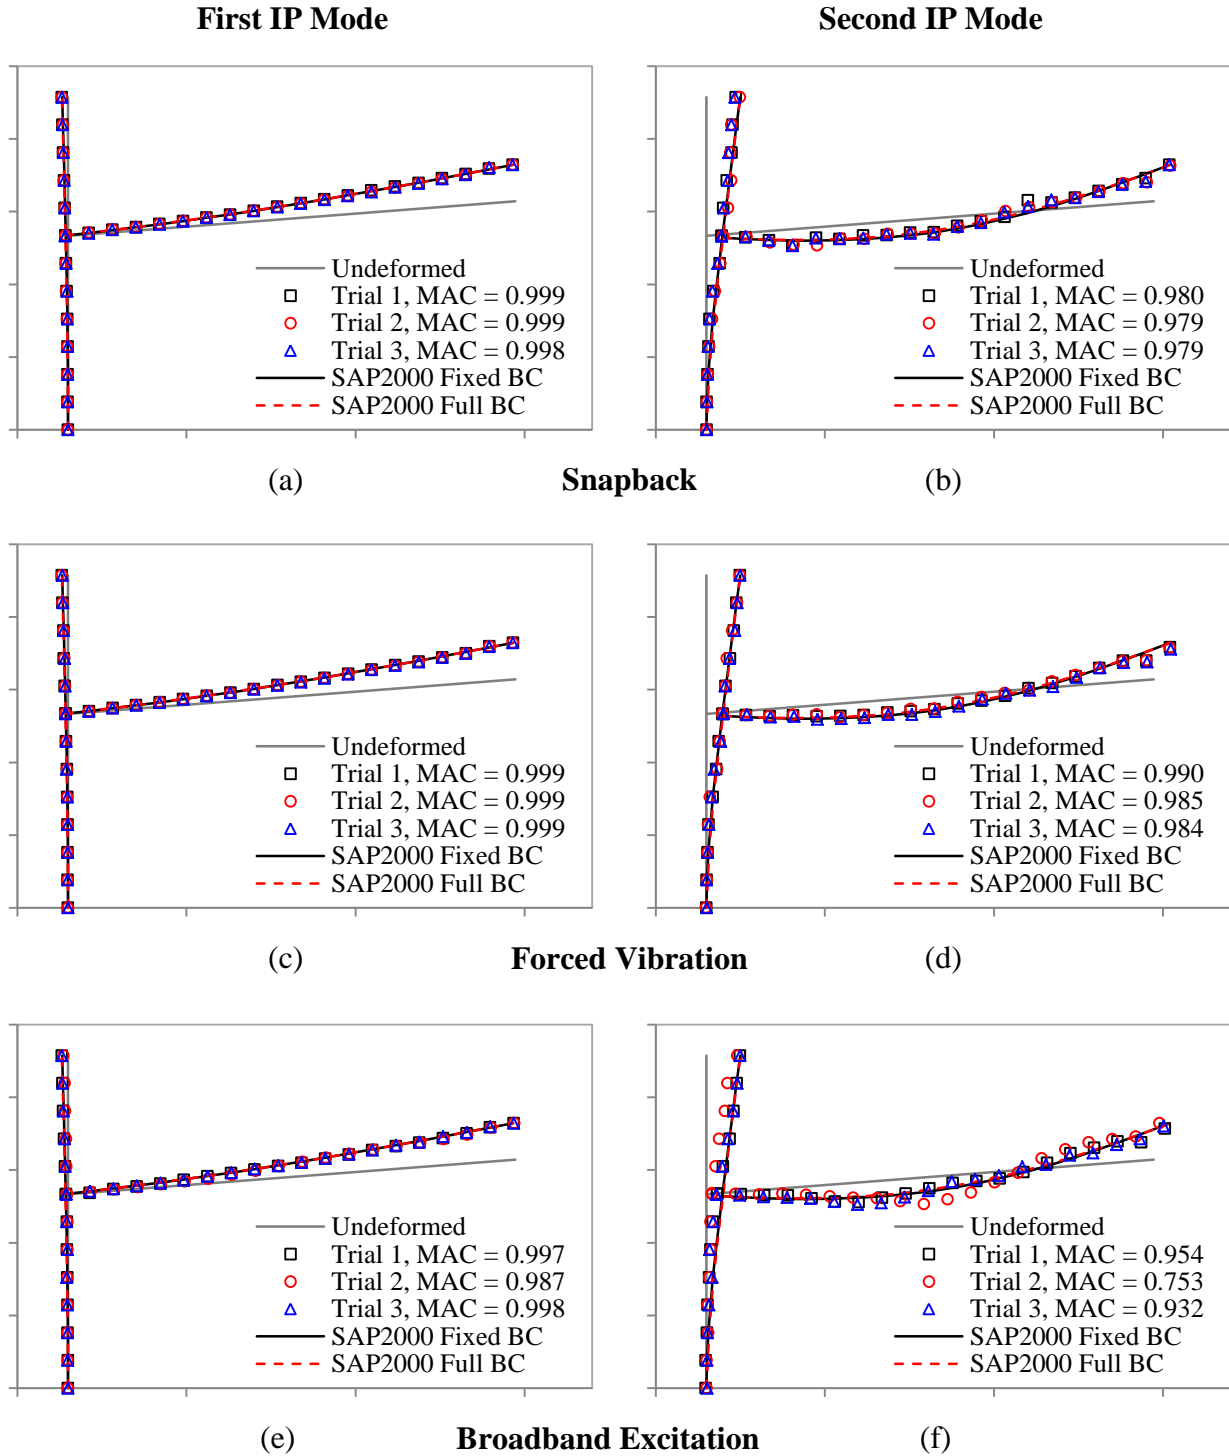 First IP Mode
Second IP Mode
Undeformed
Trial 1, MAC = 0.999
Trial 2, MAC = 0.999
Trial 3, MAC = 0.998
SAP2000 Fixed BC
SAP2000 Full BC
Undeformed
Trial 1, MAC = 0.980
Trial 2, MAC = 0.979
Trial 3, MAC = 0.979
SAP2000 Fixed BC
SAP2000 Full BC
(a)
Snapback
(b)
Undeformed
Trial 1, MAC = 0.999
Trial 2, MAC = 0.999
Trial 3, MAC = 0.999
SAP2000 Fixed BC
SAP2000 Full BC
Undeformed
Trial 1, MAC = 0.990
Trial 2, MAC = 0.985
Trial 3, MAC = 0.984
SAP2000 Fixed BC
SAP2000 Full BC
(c)
Forced Vibration
(d)
Undeformed
Trial 1, MAC = 0.997
Trial 2, MAC = 0.987
Trial 3, MAC = 0.998
SAP2000 Fixed BC
SAP2000 Full BC
Undeformed
Trial 1, MAC = 0.954
Trial 2, MAC = 0.753
Trial 3, MAC = 0.932
SAP2000 Fixed BC
SAP2000 Full BC
(e)
Broadband Excitation
(f)